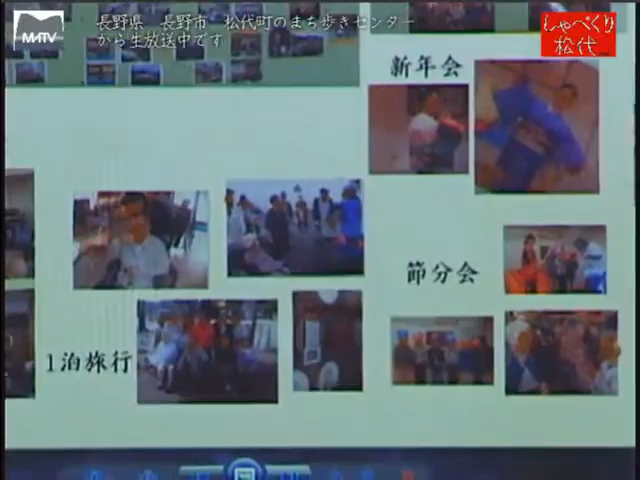 MATV
長野県 長野市 松代町のまち歩きセンター
から生放送中です
しゃべくり
松代
新年会
節分会
1泊旅行